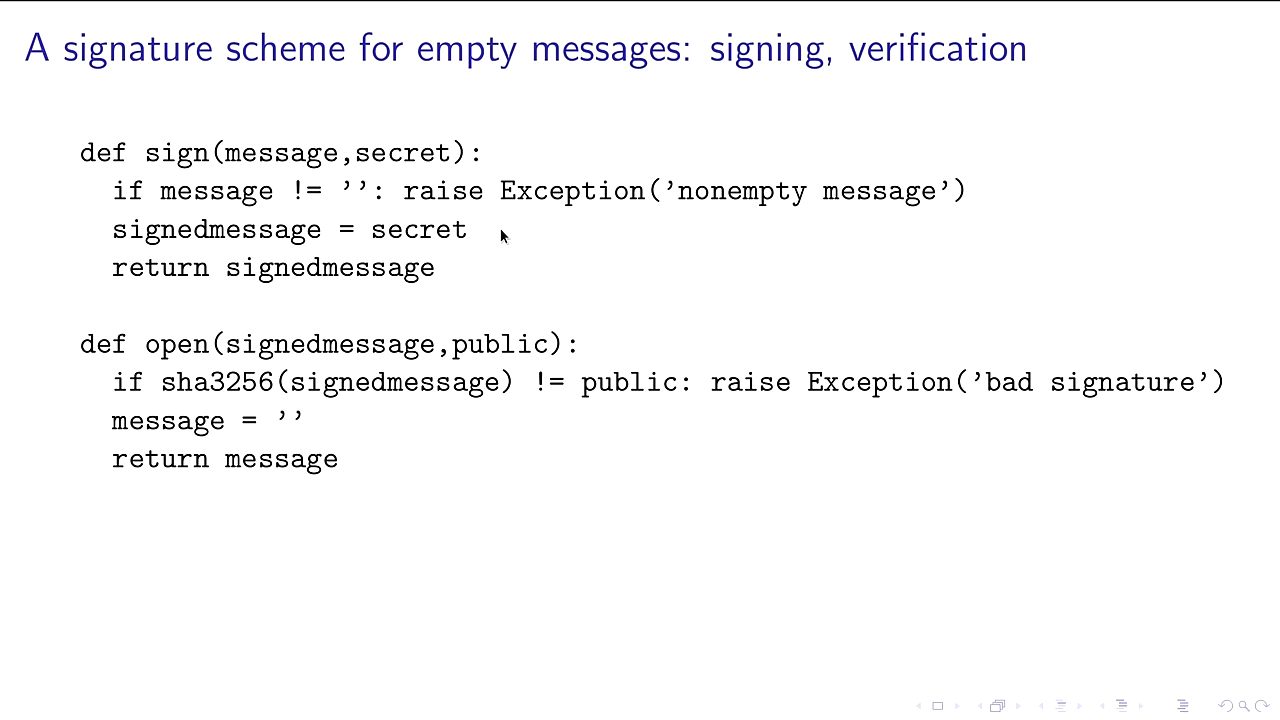 A signature scheme for empty messages: signing, verification
def sign(message,secret):
if message != ’’: raise Exception(’nonempty message’)
signedmessage = secret
return signedmessage
def open(signedmessage,public):
if sha3256(signedmessage) != public: raise Exception(’bad signature’)
message = ’’
return message